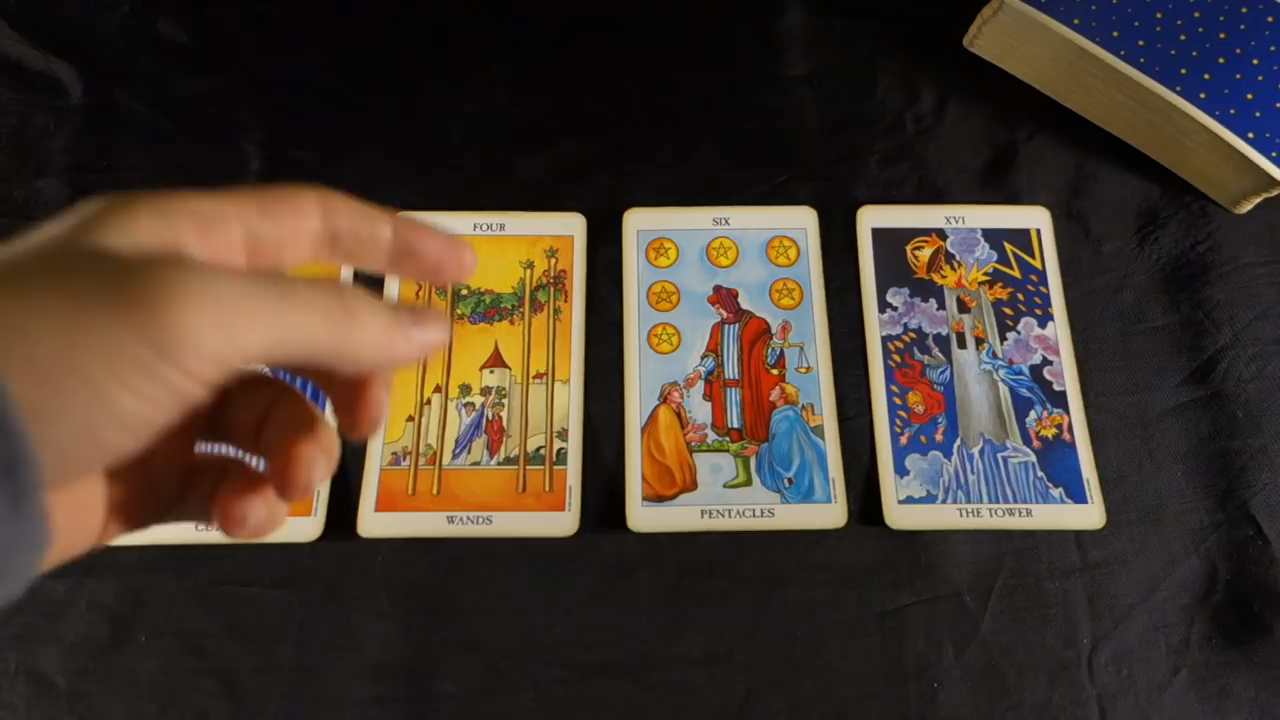 FOUR
WANDS
SIX
PENTACLES
XVI
THE TOWER